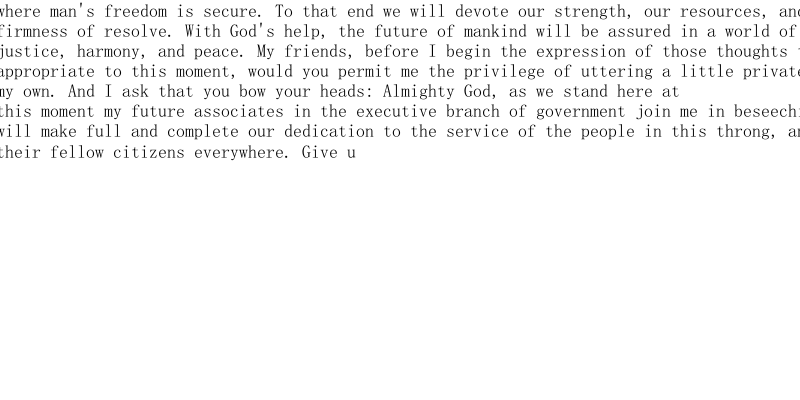 where man's freedom is secure. To that end we will devote our strength, our resources, and
firmness of resolve. With God's help, the future of mankind will be assured in a world of
justice, harmony, and peace. My friends, before I begin the expression of those thoughts
appropriate to this moment, would you permit me the privilege of uttering a little private
my own. And I ask that you bow your heads: Almighty God, as we stand here at
this moment my future associates in the executive branch of government join me in beseechi
will make full and complete our dedication to the service of the people in this throng, an
their fellow citizens everywhere. Give u